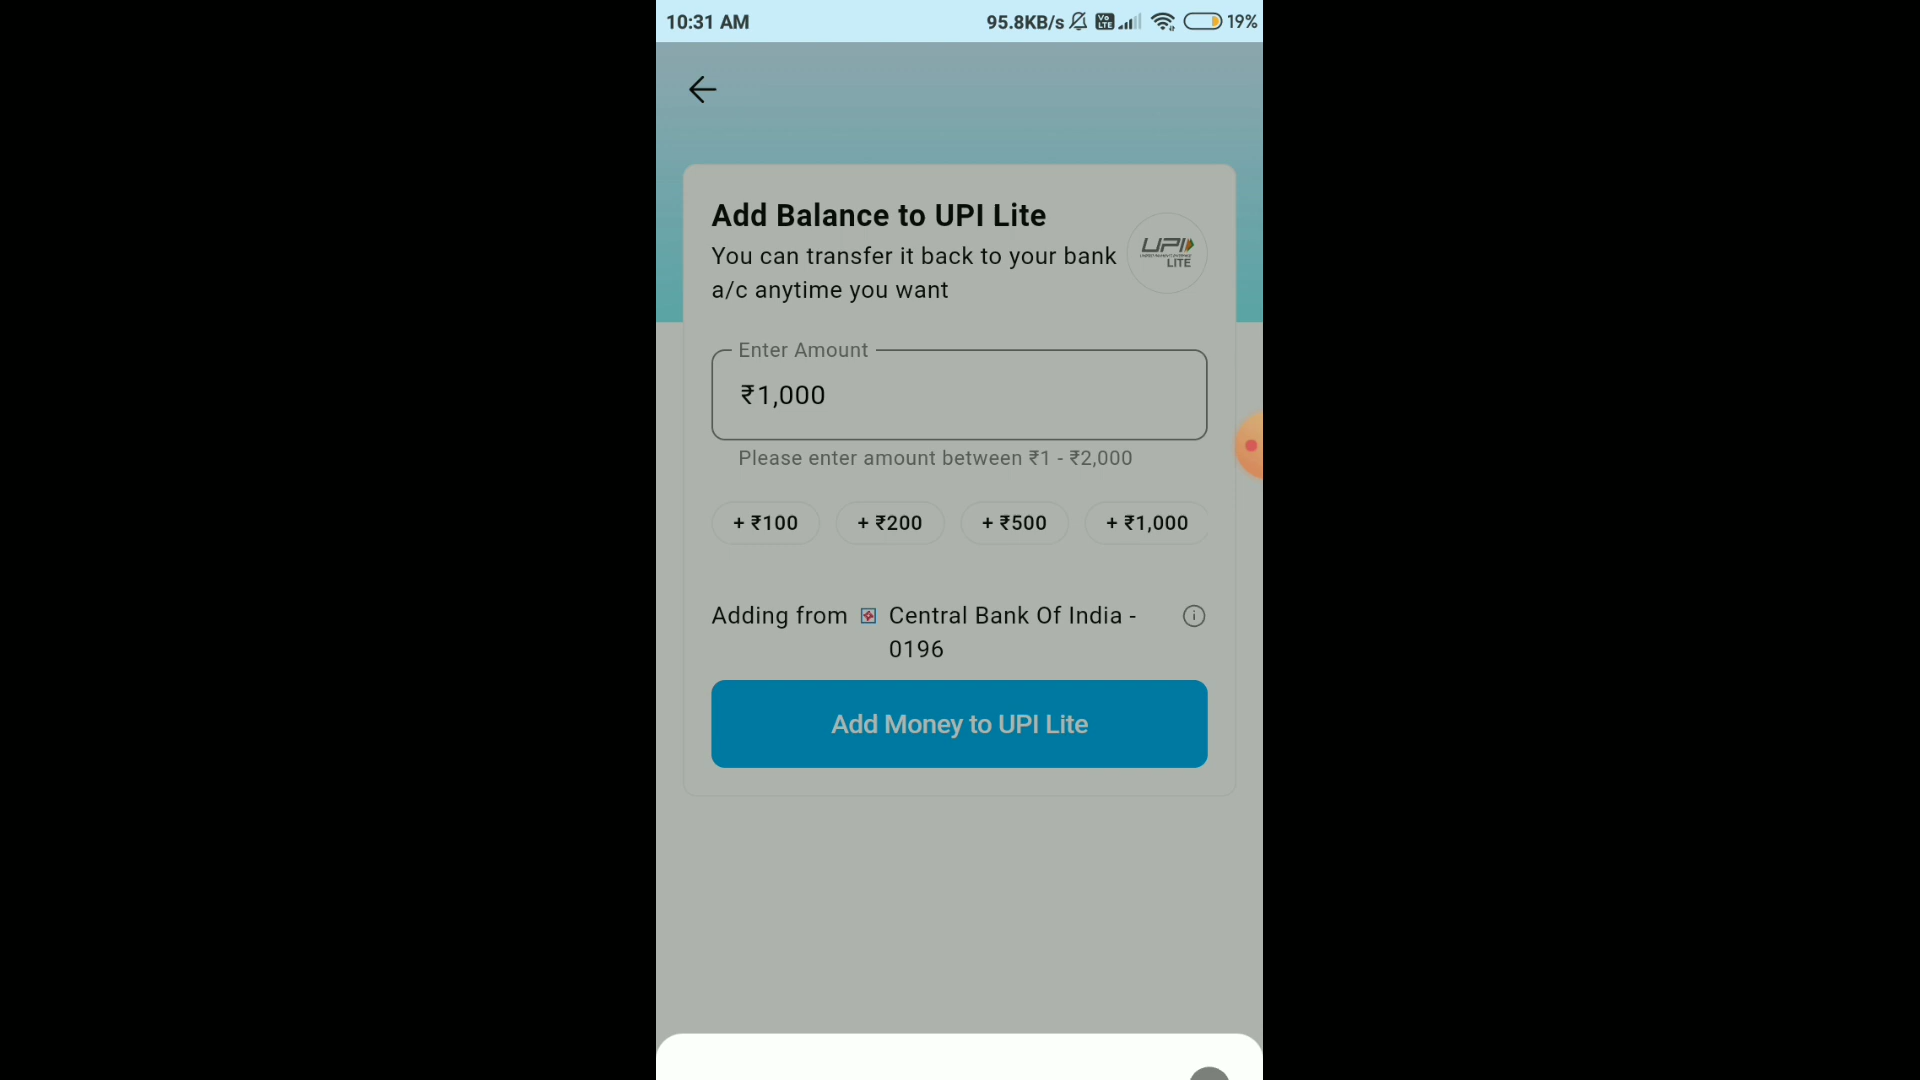 10:31 AM 95.8KB/s Vo LTE 19%
Add Balance to UPI Lite
You can transfer it back to your bank
a/c anytime you want
UPI
LITE
Enter Amount
₹1,000
Please enter amount between ₹1 - ₹2,000
+ ₹100 + ₹200 + ₹500 + ₹1,000
Adding from Central Bank Of India -
0196
Add Money to UPI Lite